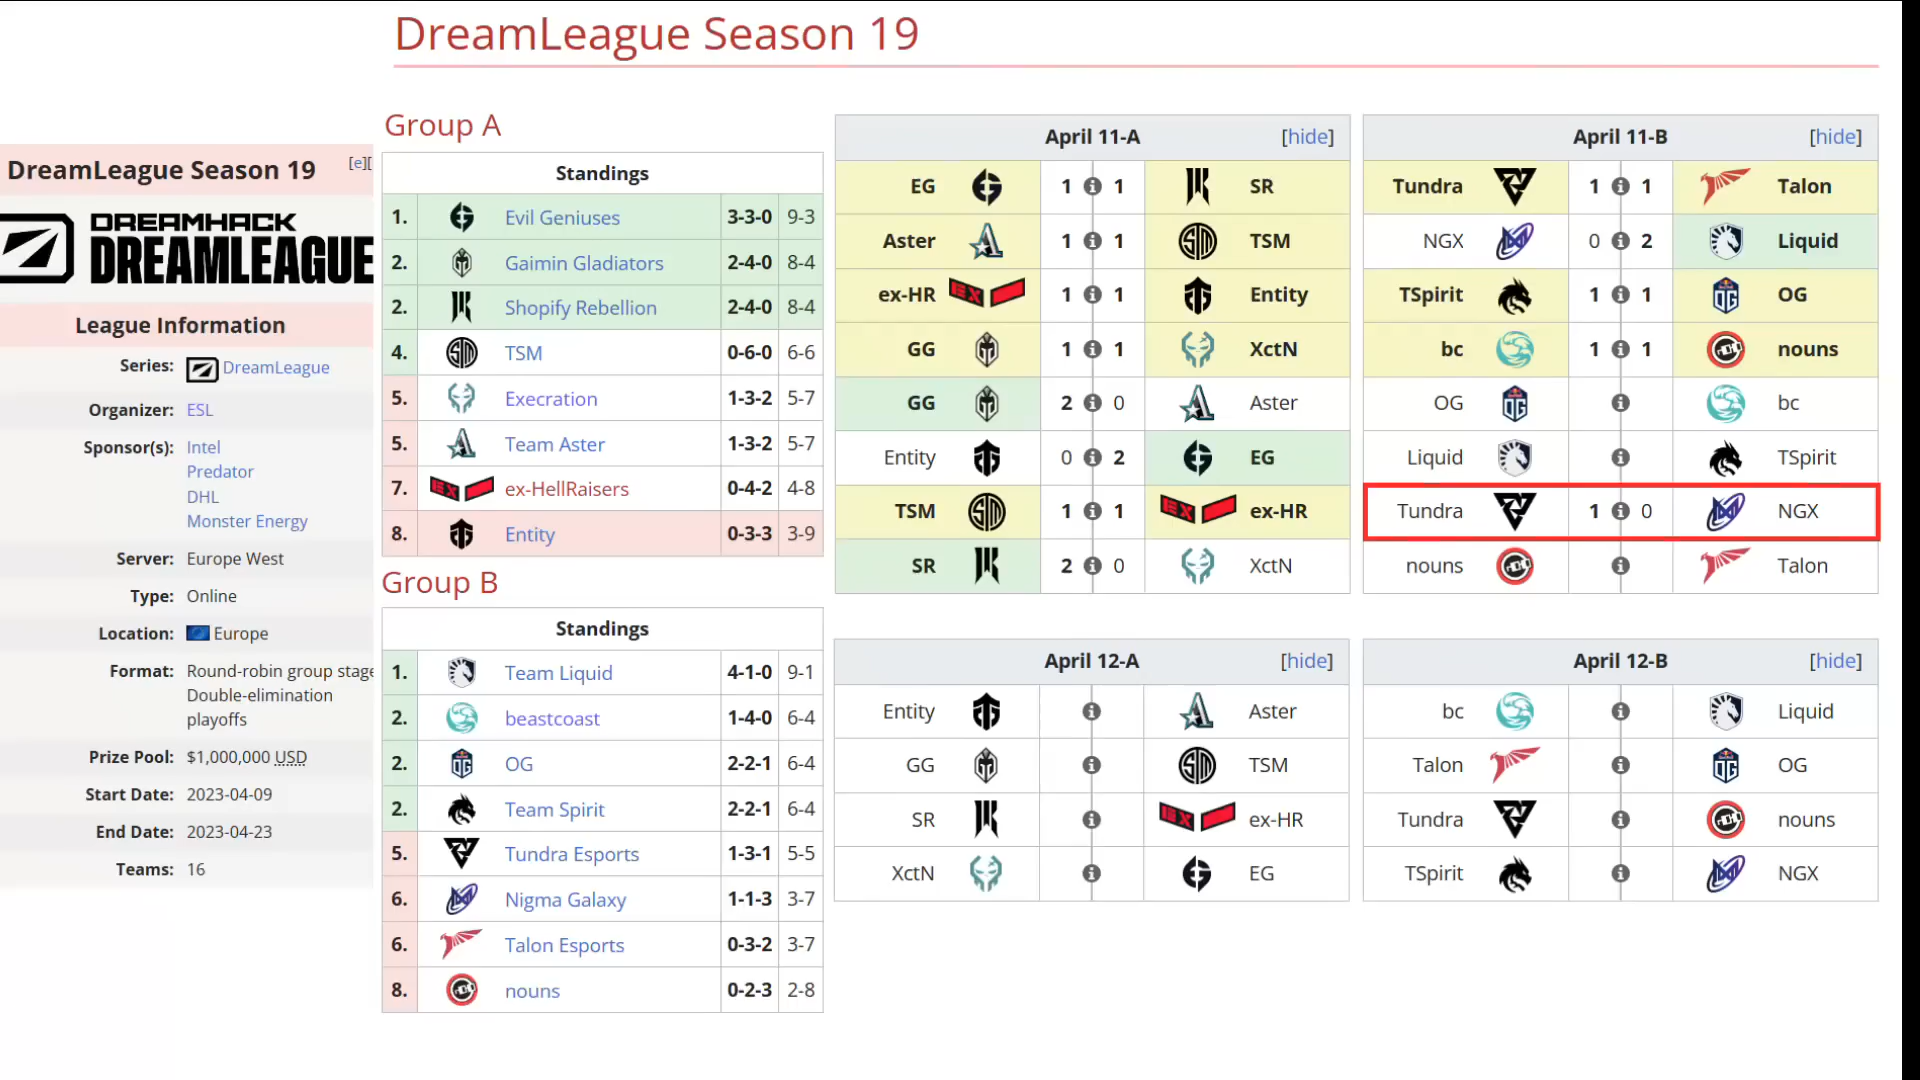 DreamLeague Season 19
DreamLeague Season 19 [e][
DREAMHACK
DREAMLEAGUE
League Information
Series: DreamLeague
Organizer: ESL
Sponsor(s): Intel
Predator
DHL
Monster Energy
Server: Europe West
Type: Online
Location: Europe
Format: Round-robin group stage
Double-elimination
playoffs
Prize Pool: $1,000,000 USD
Start Date: 2023-04-09
End Date: 2023-04-23
Teams: 16
Group A
Standings
1. Evil Geniuses 3-3-0 9-3
2. Gaimin Gladiators 2-4-0 8-4
2. Shopify Rebellion 2-4-0 8-4
4. TSM 0-6-0 6-6
5. Execration 1-3-2 5-7
5. Team Aster 1-3-2 5-7
7. EX ex-HellRaisers 0-4-2 4-8
8. Entity 0-3-3 3-9
Group B
Standings
1. Team Liquid 4-1-0 9-1
2. beastcoast 1-4-0 6-4
2. OG 2-2-1 6-4
2. Team Spirit 2-2-1 6-4
5. Tundra Esports 1-3-1 5-5
6. Nigma Galaxy 1-1-3 3-7
6. Talon Esports 0-3-2 3-7
8. nouns 0-2-3 2-8
April 11-A [hide]
EG 1 1 SR
Aster 1 1 TSM
ex-HR EX 1 1 Entity
GG 1 1 XctN
GG 2 0 Aster
Entity 0 2 EG
TSM 1 1 EX ex-HR
SR 2 0 XctN
April 11-B [hide]
Tundra 1 1 Talon
NGX 0 2 Liquid
TSpirit 1 1 OG
bc 1 1 nouns
OG bc
Liquid TSpirit
Tundra 1 0 NGX
nouns Talon
April 12-A [hide]
Entity Aster
GG TSM
SR EX ex-HR
XctN EG
April 12-B [hide]
bc Liquid
Talon OG
Tundra nouns
TSpirit NGX